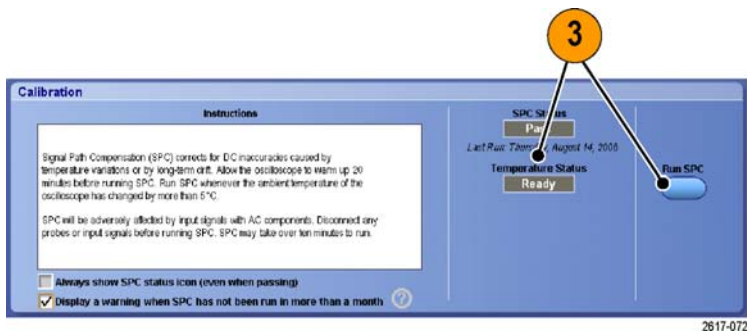 3
Calibration
Instructions
Signal Path Compensation (SPC) corrects for DC inaccuracies caused by
temperature variations or by long-term drift. Allow the oscilloscope to warm up 20
minutes before running SPC. Run SPC whenever the ambient temperature of the
oscilloscope has changed by more than 5°C.
SPC will be adversely affected by input signals with AC components. Disconnect any
probes or input signals before running SPC. SPC may take over ten minutes to run.
Always show SPC status icon (even when passing)
Display a warning when SPC has not been run in more than a month
SPC Status
Last Run: August 14,
Temperature Status
Ready
Run SPC
2617-072